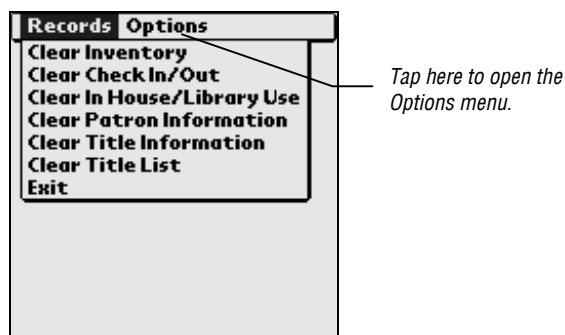 Records Options
Clear Inventory
Clear Check In/Out
Clear In House/Library Use
Clear Patron Information
Clear Title Information
Clear Title List
Exit
Tap here to open the
Options menu.